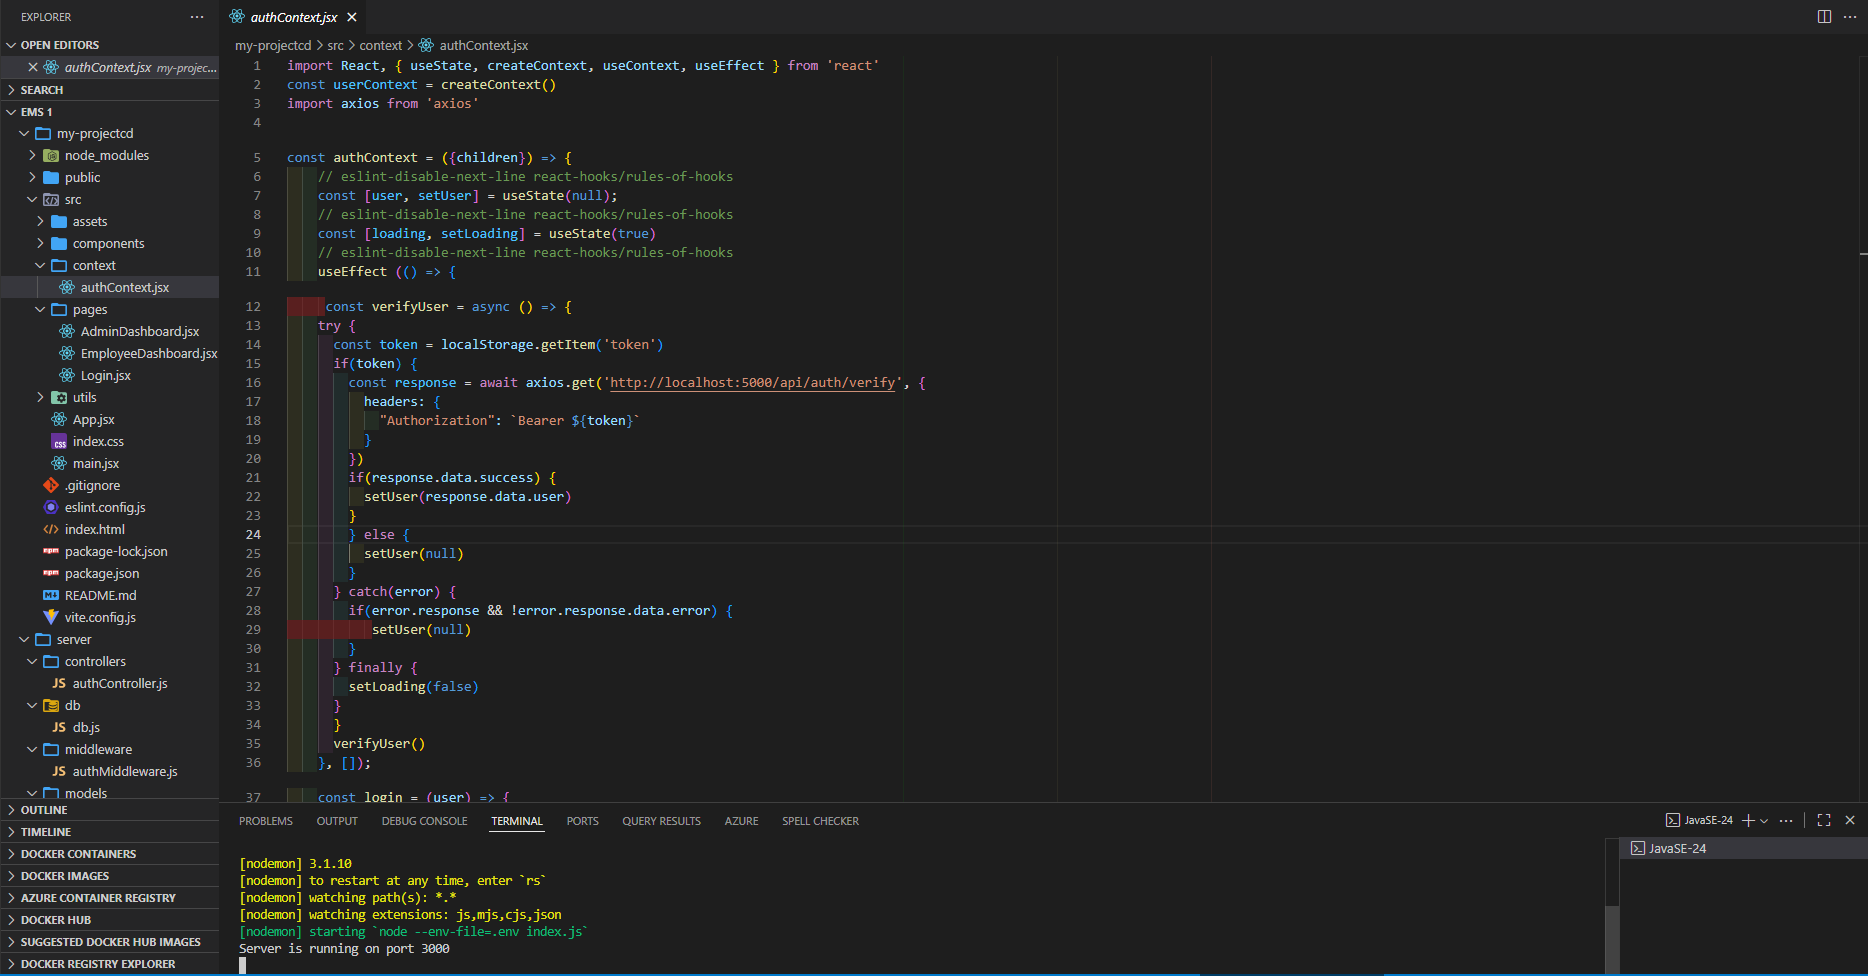 EXPLORER
OPEN EDITORS
authContext.jsx my-projec...
SEARCH
EMS 1
my-projectcd
node_modules
public
src
assets
components
context
authContext.jsx
pages
AdminDashboard.jsx
EmployeeDashboard.jsx
Login.jsx
utils
App.jsx
index.css
main.jsx
.gitignore
eslint.config.js
index.html
package-lock.json
package.json
README.md
vite.config.js
server
controllers
JS authController.js
db
JS db.js
middleware
JS authMiddleware.js
models
OUTLINE
TIMELINE
DOCKER CONTAINERS
DOCKER IMAGES
AZURE CONTAINER REGISTRY
DOCKER HUB
SUGGESTED DOCKER HUB IMAGES
DOCKER REGISTRY EXPLORER
authContext.jsx
my-projectcd > src > context > authContext.jsx
1 import React, { useState, createContext, useContext, useEffect } from 'react'
2 const userContext = createContext()
3 import axios from 'axios'
4
5 const authContext = ({children}) => {
6 // eslint-disable-next-line react-hooks/rules-of-hooks
7 const [user, setUser] = useState(null);
8 // eslint-disable-next-line react-hooks/rules-of-hooks
9 const [loading, setLoading] = useState(true)
10 // eslint-disable-next-line react-hooks/rules-of-hooks
11 useEffect (() => {
12 const verifyUser = async () => {
13 try {
14 const token = localStorage.getItem('token')
15 if(token) {
16 const response = await axios.get('http://localhost:5000/api/auth/verify', {
17 headers: {
18 "Authorization": `Bearer ${token}`
19 }
20 })
21 if(response.data.success) {
22 setUser(response.data.user)
23 }
24 } else {
25 setUser(null)
26 }
27 } catch(error) {
28 if(error.response && !error.response.data.error) {
29 setUser(null)
30 }
31 } finally {
32 setLoading(false)
33 }
34 }
35 verifyUser()
36 }, []);
37 const login = (user) => {
PROBLEMS OUTPUT DEBUG CONSOLE TERMINAL PORTS QUERY RESULTS AZURE SPELL CHECKER
JavaSE-24
[nodemon] 3.1.10
[nodemon] to restart at any time, enter `rs`
[nodemon] watching path(s): *.*
[nodemon] watching extensions: js,mjs,cjs,json
[nodemon] starting `node --env-file=.env index.js`
Server is running on port 3000
JavaSE-24